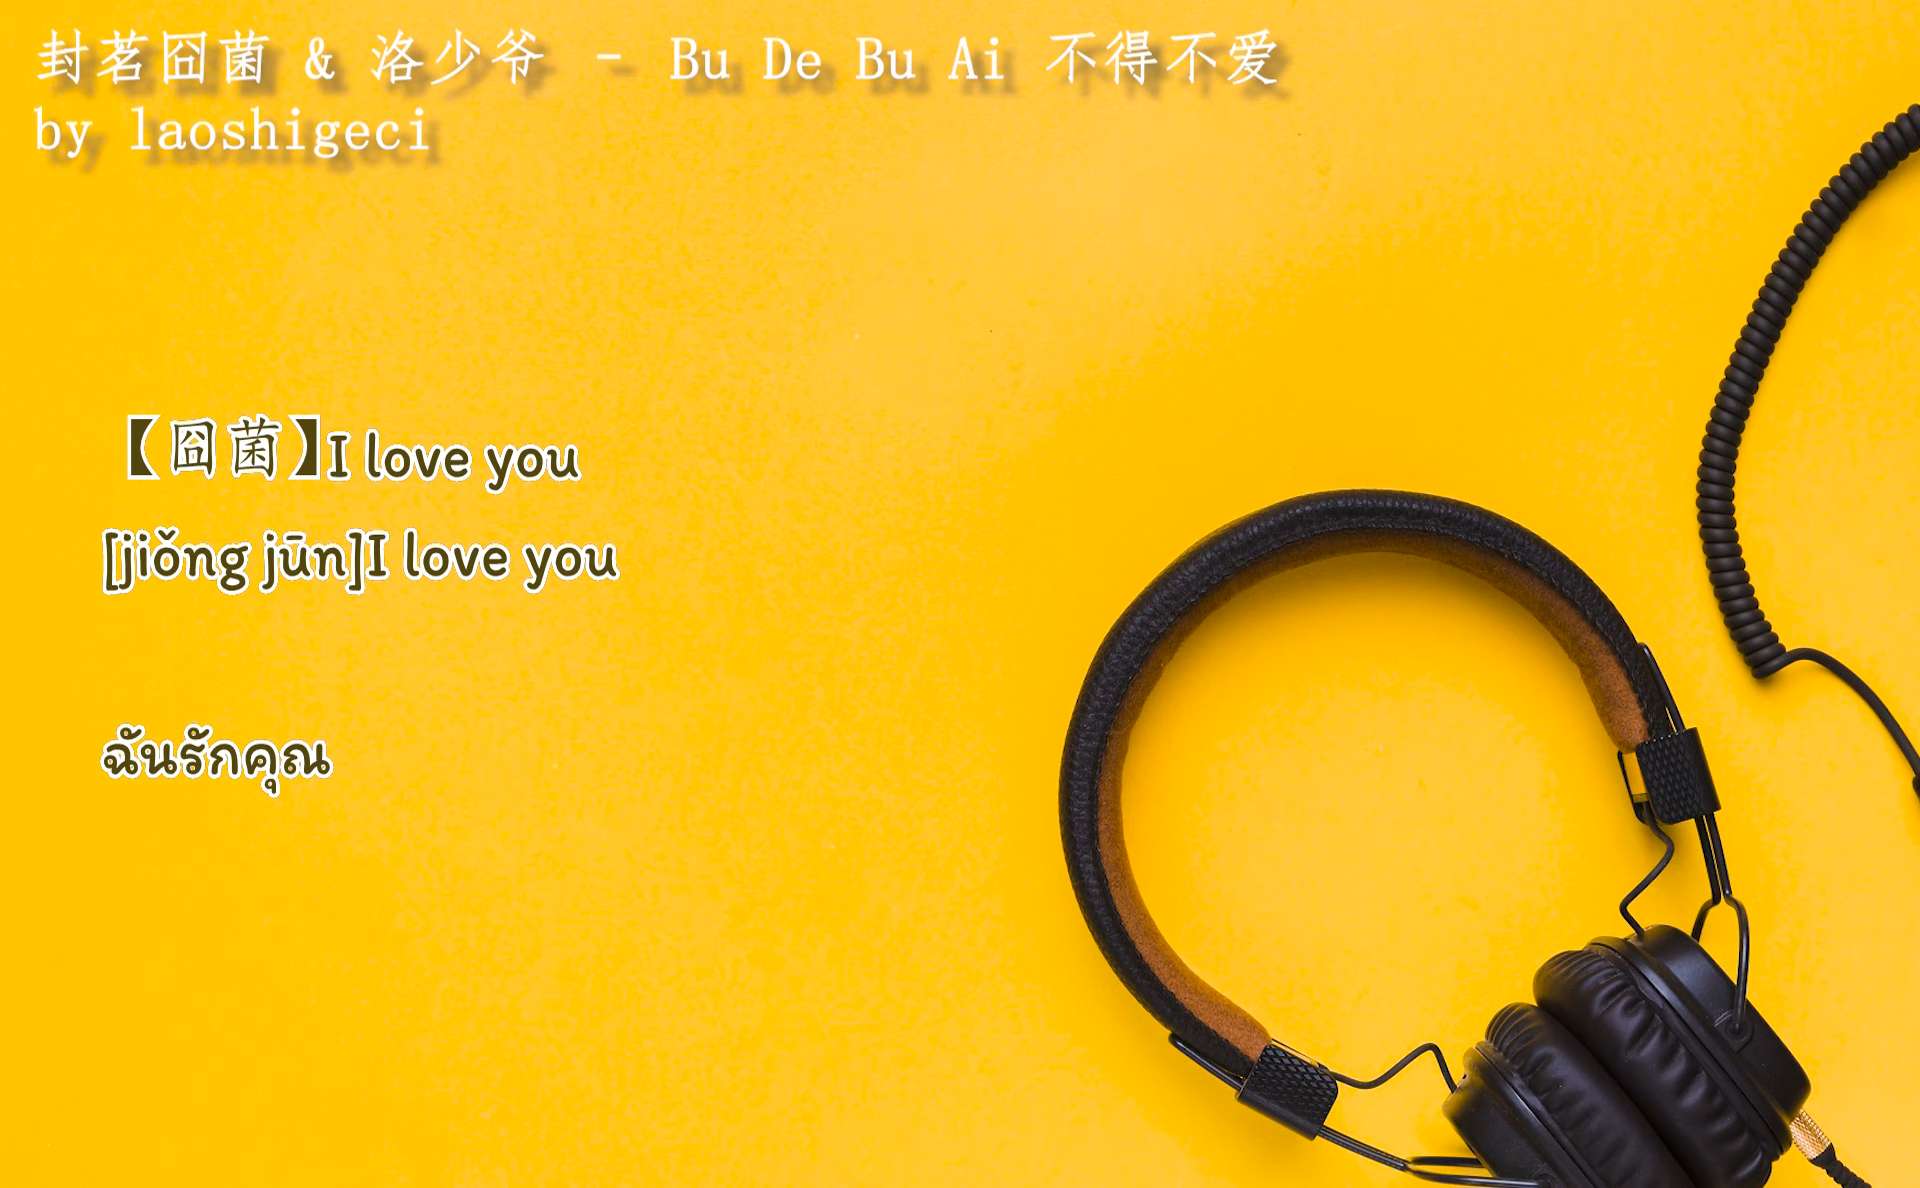 封茗囧菌 & 洛少爷 - Bu De Bu Ai 不得不爱
by laoshigeci
【囧菌】I love you
[jiǒng jūn]I love you
ฉันรักคุณ